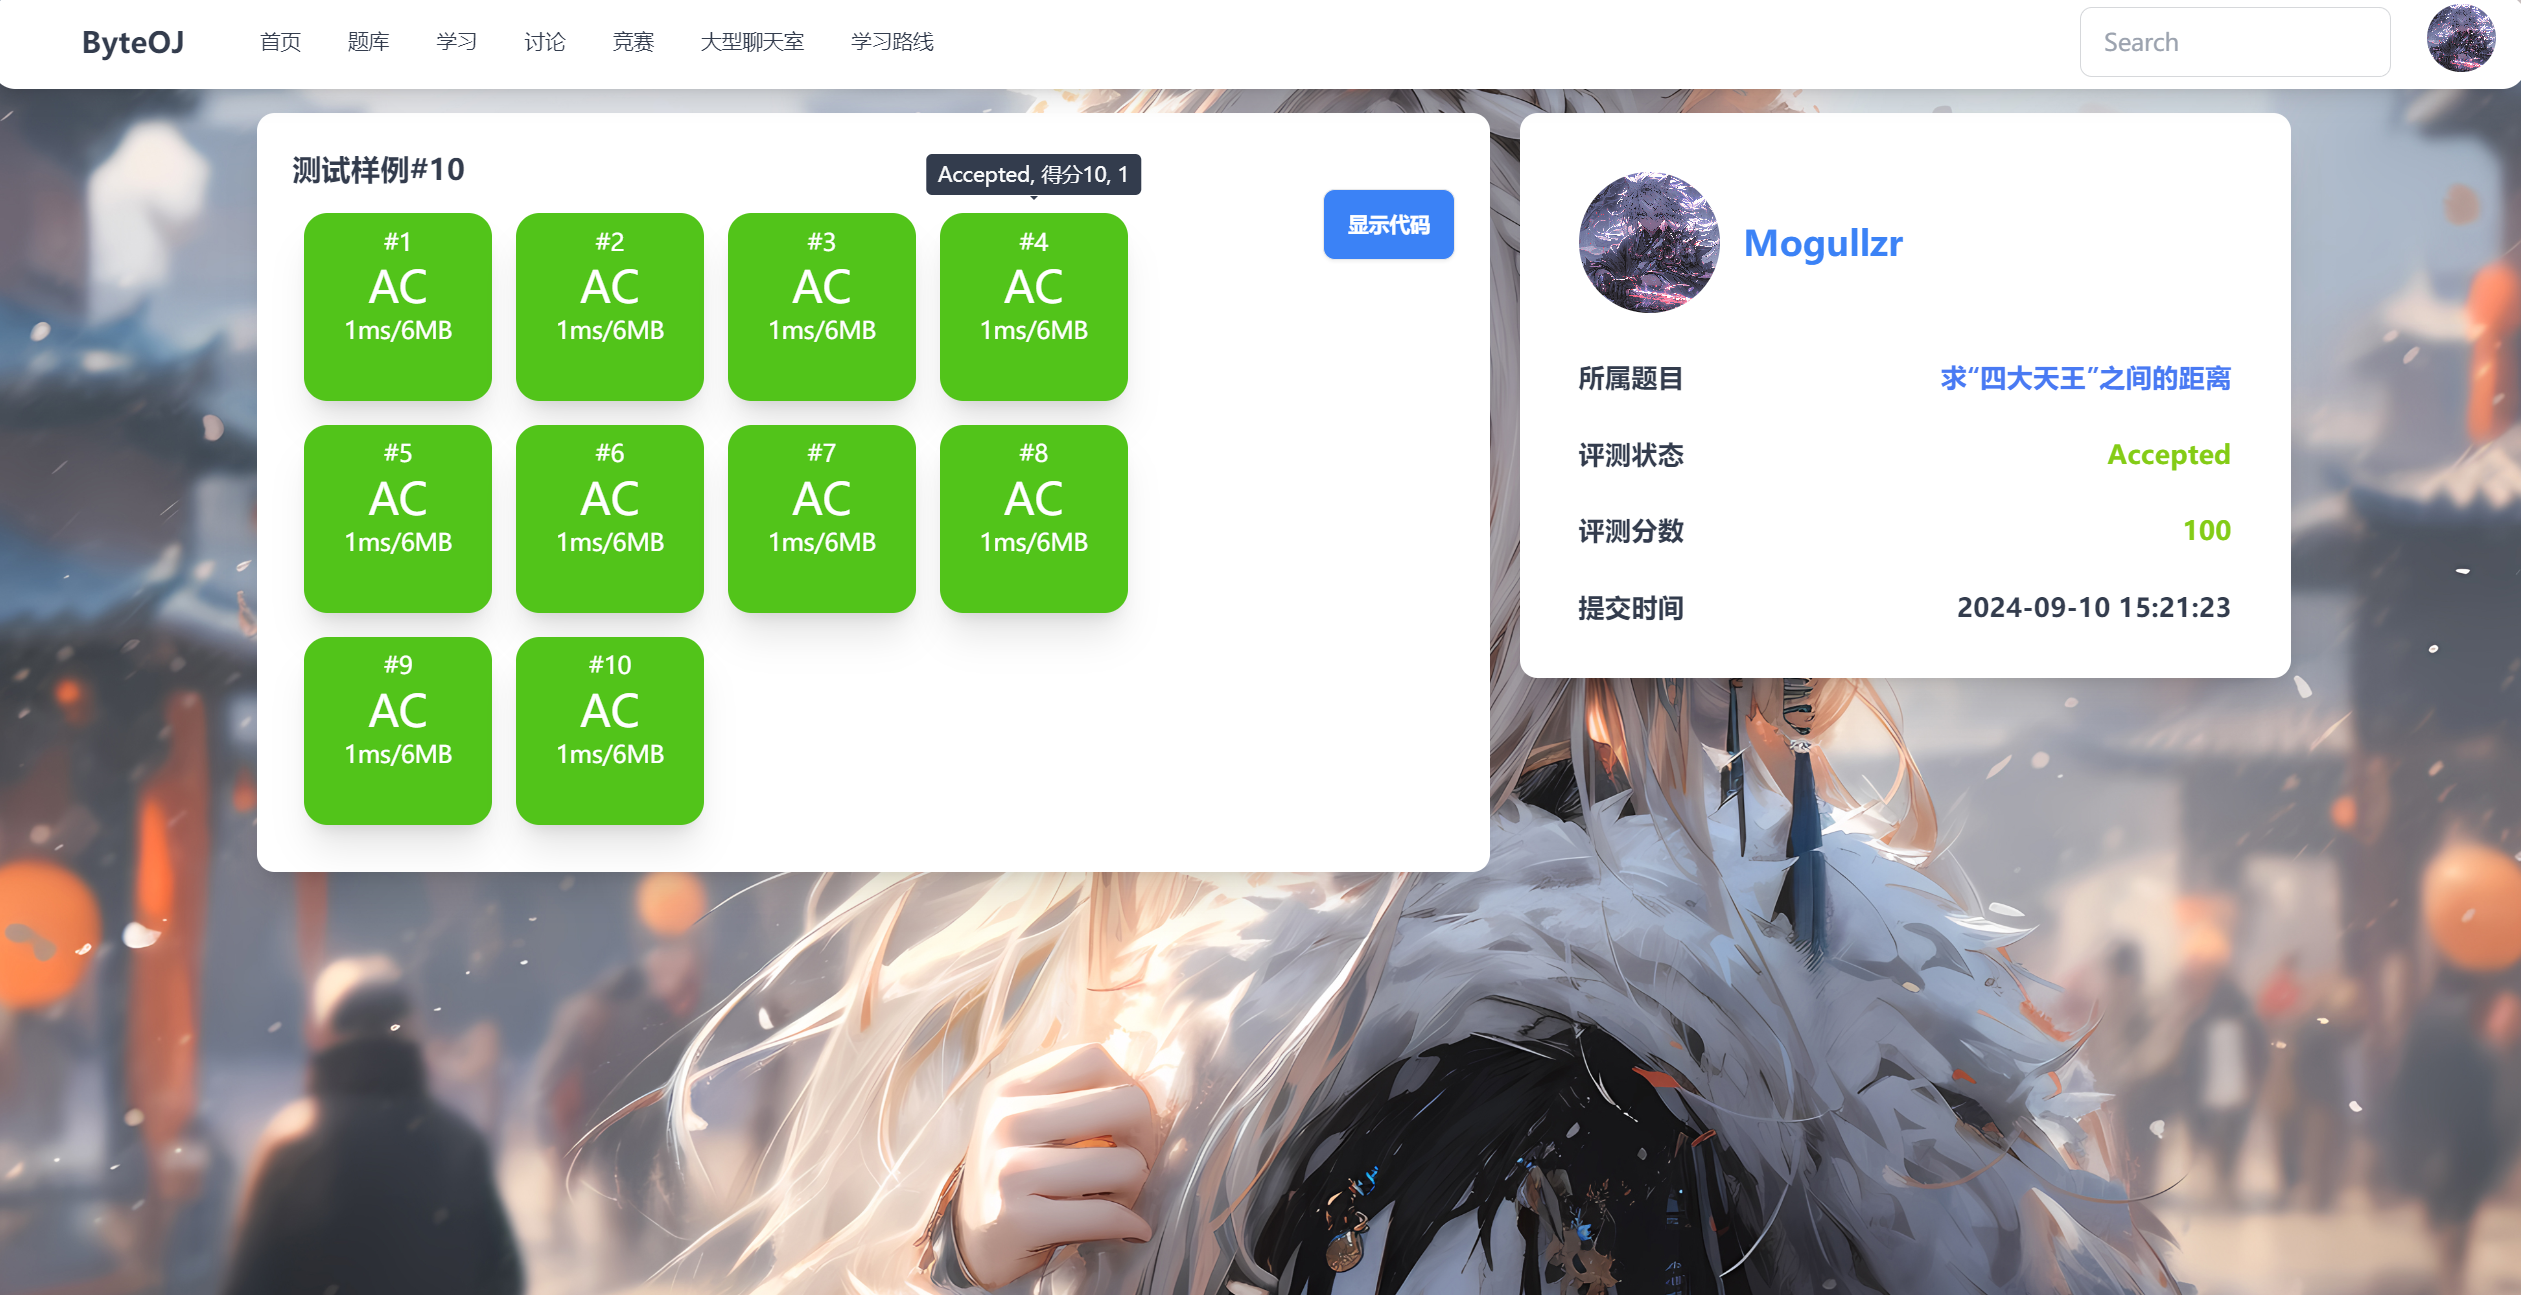 ByteOJ 首页 题库 学习 讨论 竞赛 大型聊天室 学习路线 Search
测试样例#10
Accepted, 得分10, 1
显示代码
#1 #2 #3 #4
AC AC AC AC
1ms/6MB 1ms/6MB 1ms/6MB 1ms/6MB
#5 #6 #7 #8
AC AC AC AC
1ms/6MB 1ms/6MB 1ms/6MB 1ms/6MB
#9 #10
AC AC
1ms/6MB 1ms/6MB
Mogullzr
所属题目 求“四大天王”之间的距离
评测状态 Accepted
评测分数 100
提交时间 2024-09-10 15:21:23